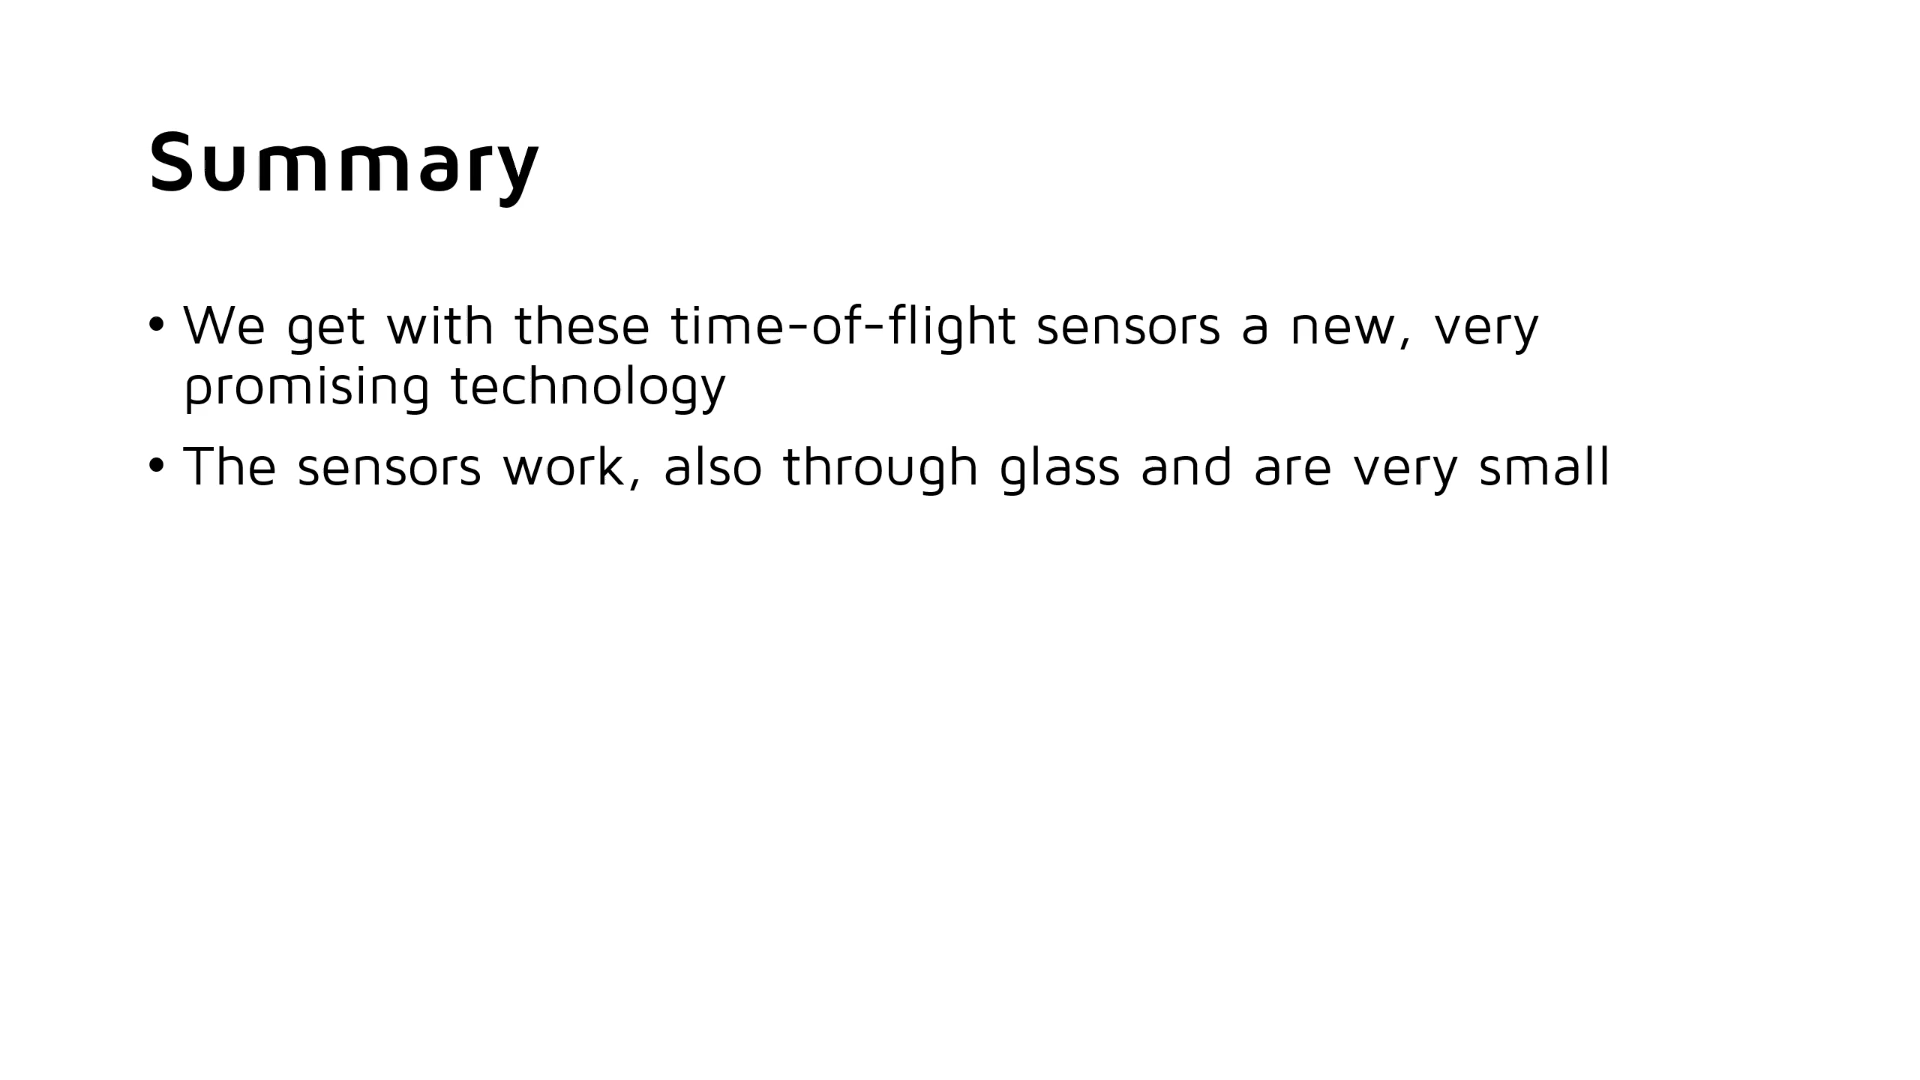 Summary
• We get with these time-of-flight sensors a new, very
promising technology
• The sensors work, also through glass and are very small